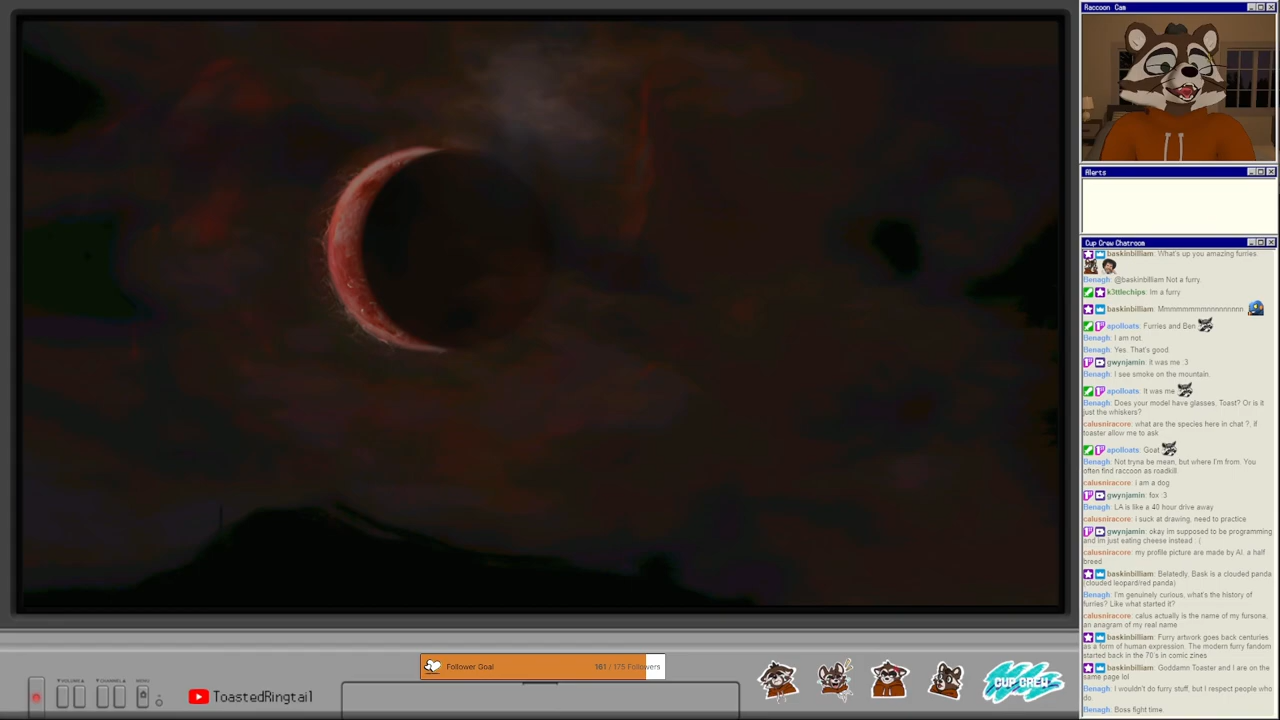 Raccoon Cam
Alerts
Cup Crew Chatroom
baskinbilliam: What's up you amazing furries
Benagh: @baskinbilliam Not a furry.
k3ttlechips: Im a furry
baskinbilliam: Mmmmmmmmnnnnnnnnn
apolloats: Furries and Ben
Benagh: I am not.
Benagh: Yes. That's good.
gwynjamin: It was me :3
Benagh: I see smoke on the mountain.
apolloats: It was me
Benagh: Does your model have glasses, Toast? Or is it
just the whiskers?
calusniracore: what are the species here in chat ?, if
toaster allow me to ask
apolloats: Goat
Benagh: Not tryna be mean, but where I'm from. You
often find raccoon as roadkill
calusniracore: i am a dog
gwynjamin: fox :3
Benagh: LA is like a 40 hour drive away
calusniracore: i suck at drawing, need to practice
gwynjamin: okay im supposed to be programming
and im just eating cheese instead :(
calusniracore: my profile picture are made by AI, a half
breed
baskinbilliam: Belatedly, Bask is a clouded panda
(clouded leopard/red panda)
Benagh: I'm genuinely curious, what's the history of
furries? Like what started it?
calusniracore: calus actually is the name of my fursona,
an anagram of my real name
baskinbilliam: Furry artwork goes back centuries
as a form of human expression. The modern furry fandom
started back in the 70's in comic zines
baskinbilliam: Goddamn Toaster and I are on the
same page lol
Benagh: I wouldn't do furry stuff, but I respect people who
do.
Benagh: Boss fight time.
Follower Goal 161 / 175 Followers
VOLUME
CHANNEL
MENU
ToastedRingtail
CUP CREW